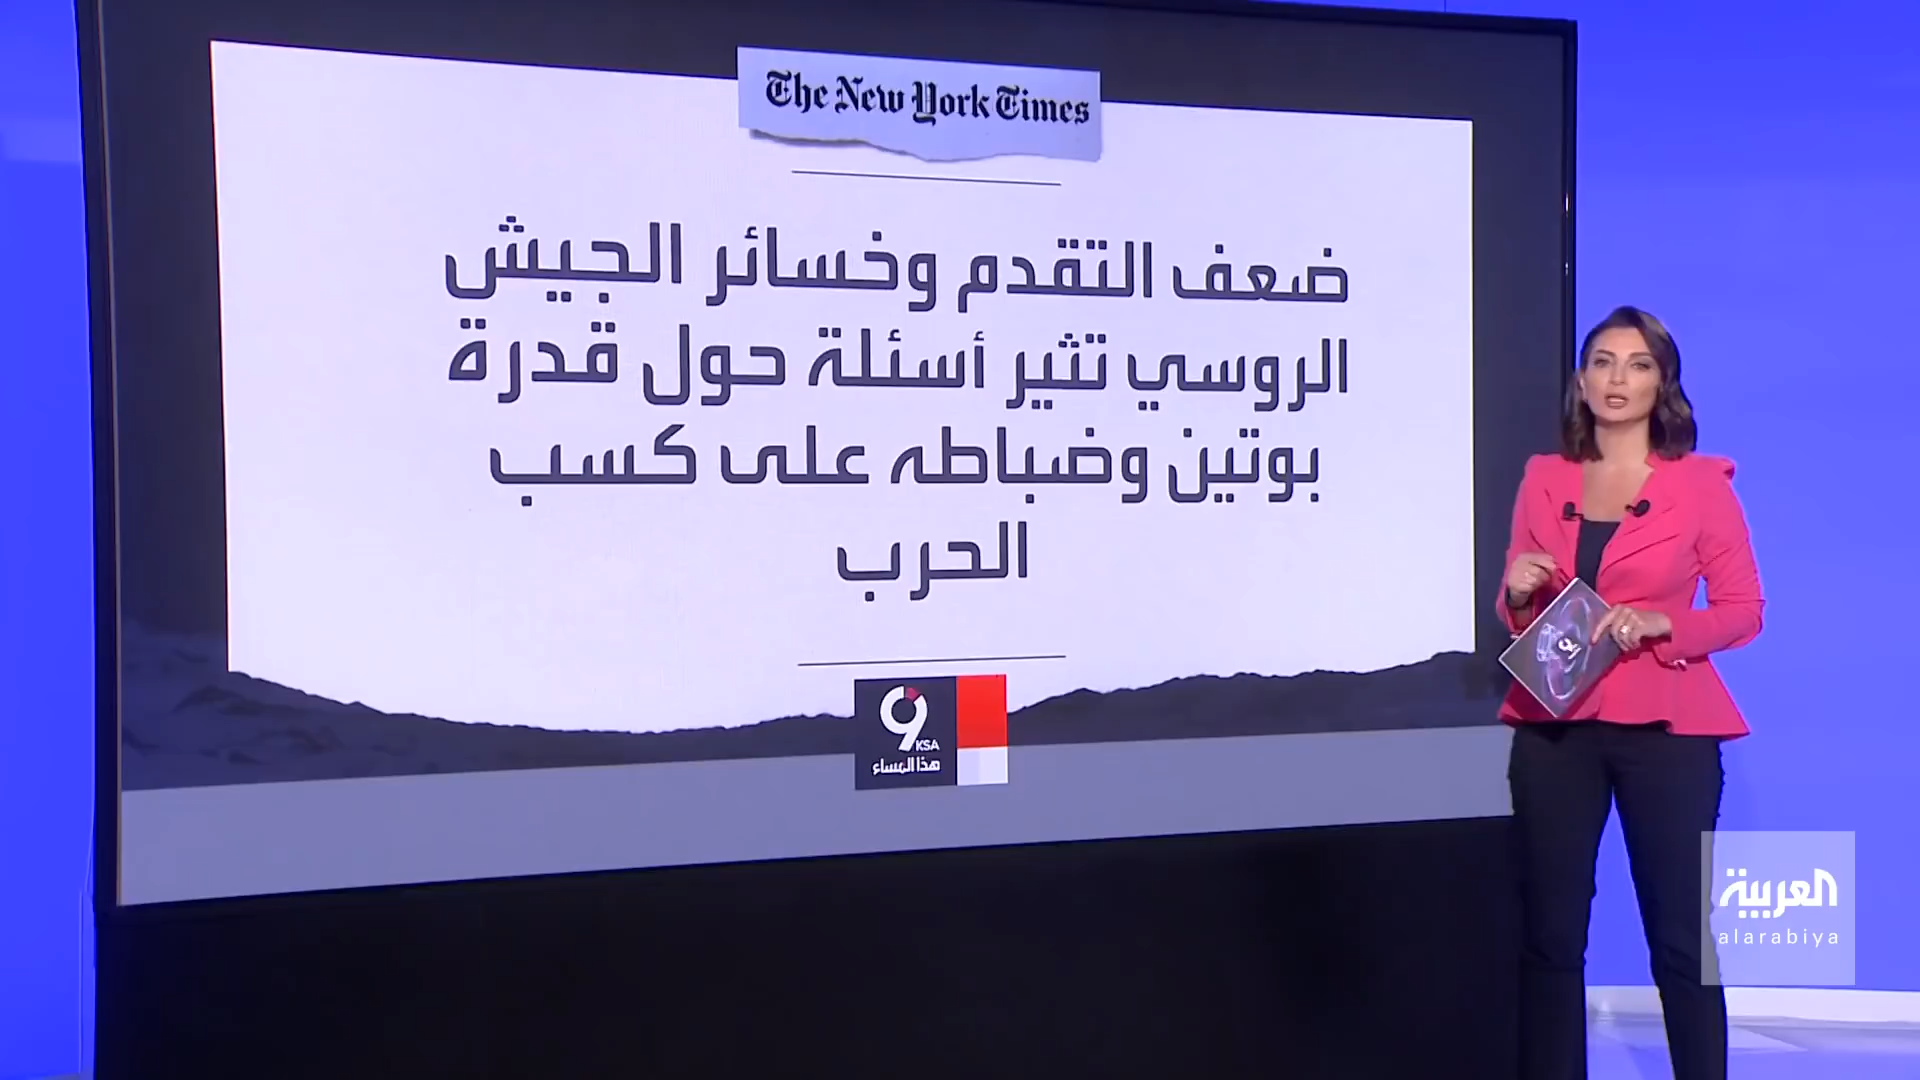 The New York Times
ضعف التقدم وخسائر الجيش
الروسي تثير أسئلة حول قدرة
بوتين وضباطه على كسب
الحرب
9
KSA
هذا المساء
9
العربية
alarabiya